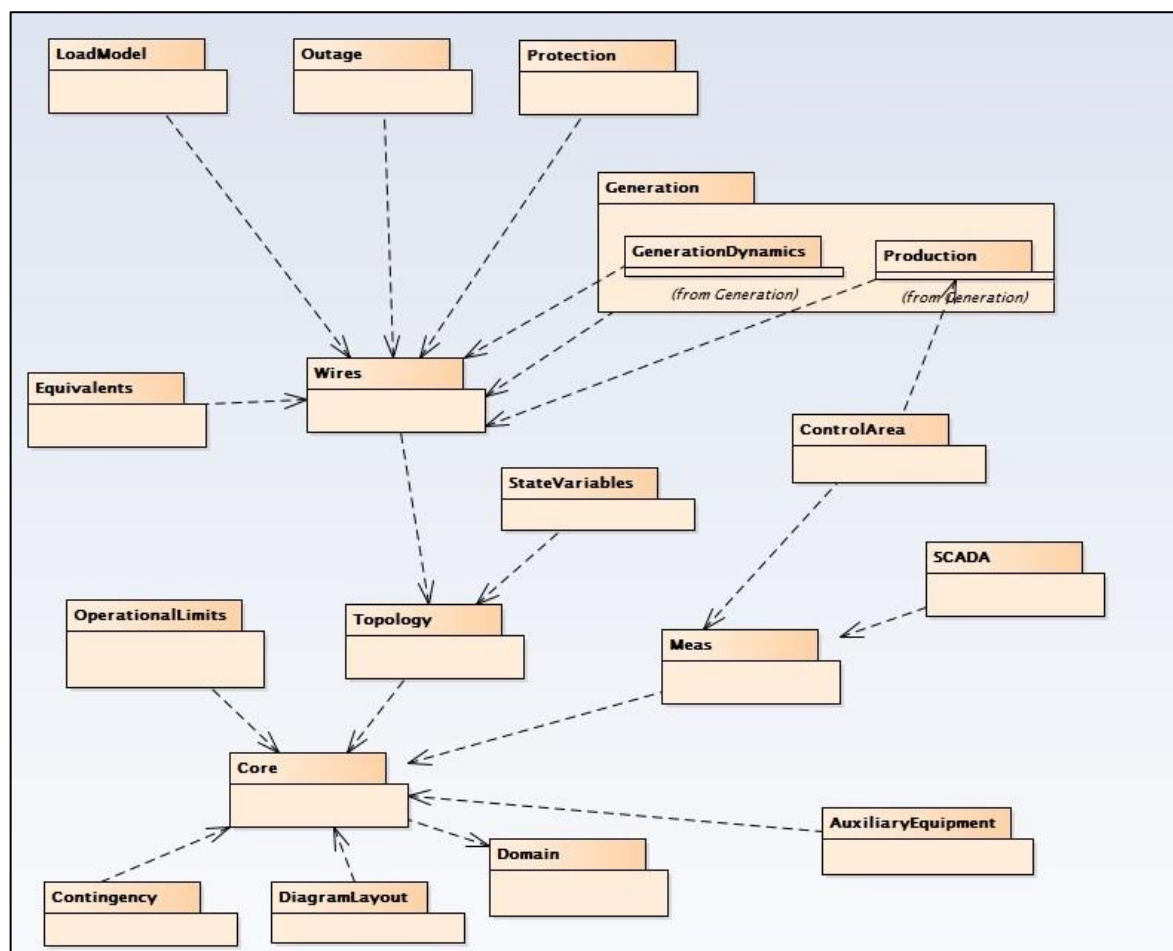 LoadModel
Outage
Protection
Generation
GenerationDynamics
Production
(from Generation)
(from Generation)
Wires
Equivalents
ControlArea
StateVariables
SCADA
OperationalLimits
Topology
Meas
Core
AuxiliaryEquipment
Domain
Contingency
DiagramLayout